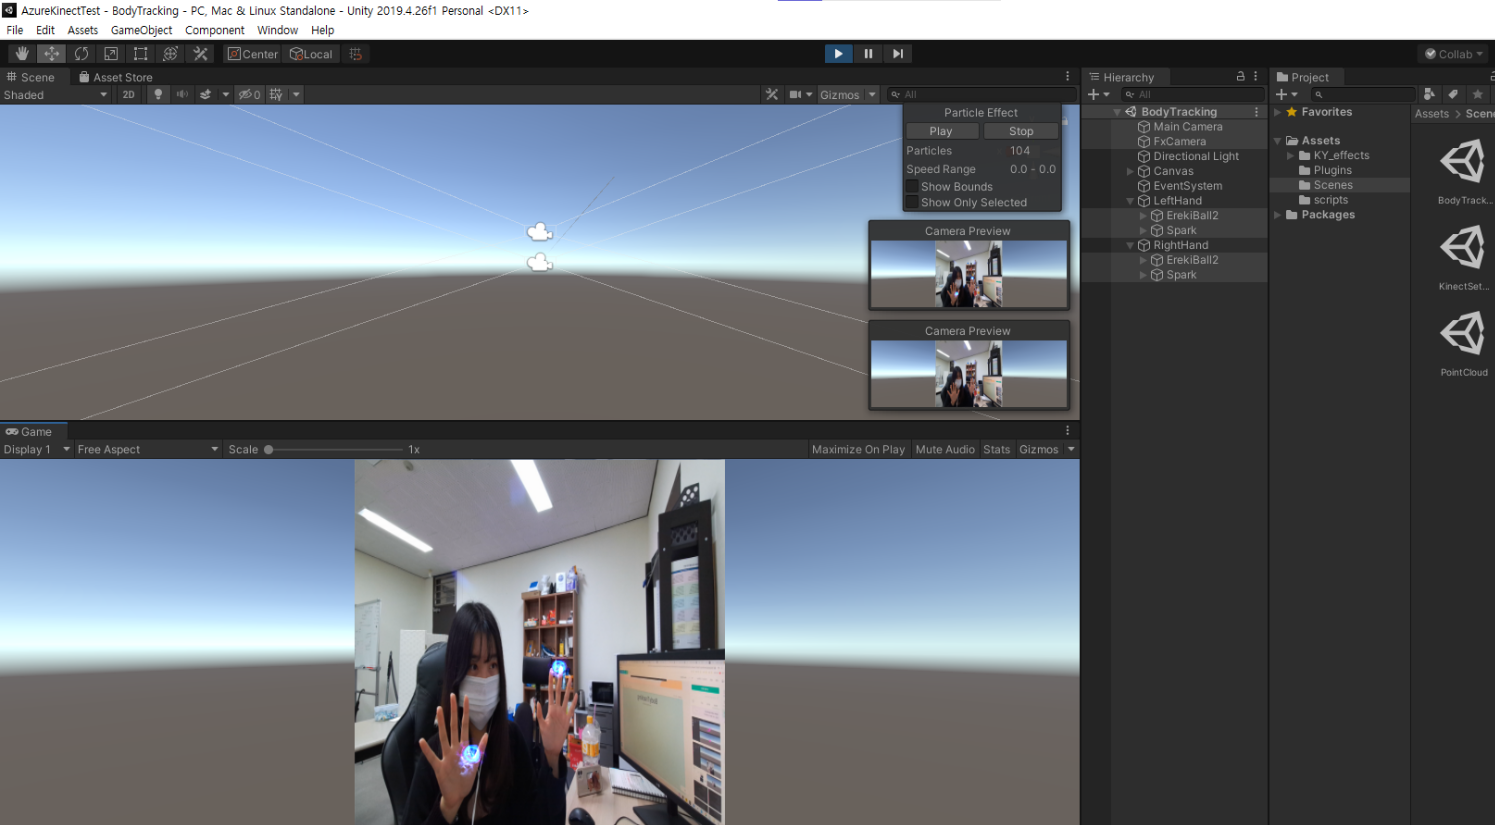 AzureKinectTest - BodyTracking - PC, Mac & Linux Standalone - Unity 2019.4.26f1 Personal <DX11>
File Edit Assets GameObject Component Window Help
Center Local
Collab
Scene Asset Store
Shaded 2D 0 Gizmos All
Particle Effect
Play Stop
Particles 104
Speed Range 0.0 - 0.0
Show Bounds
Show Only Selected
Camera Preview
Camera Preview
Game
Display 1 Free Aspect Scale 1x Maximize On Play Mute Audio Stats Gizmos
Hierarchy
All
BodyTracking
Main Camera
FxCamera
Directional Light
Canvas
EventSystem
LeftHand
ErekiBall2
Spark
RightHand
ErekiBall2
Spark
Project
Favorites
Assets
KY_effects
Plugins
Scenes
scripts
Packages
Assets > Scen
BodyTrack...
KinectSet...
PointCloud